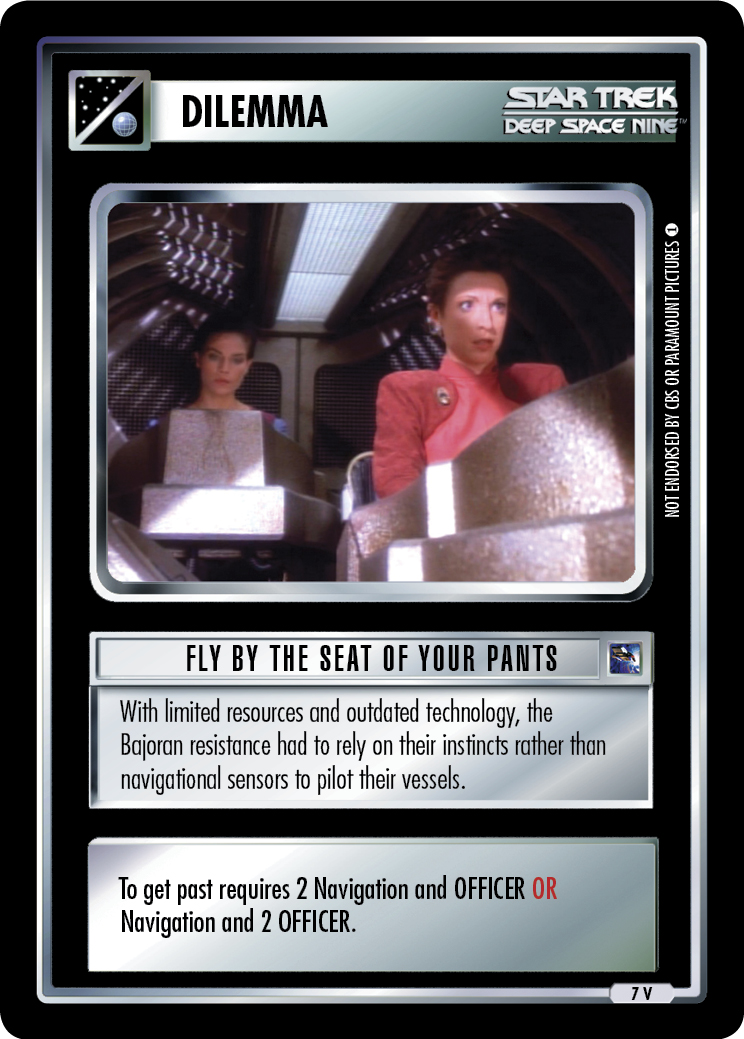 DILEMMA
STAR TREK
DEEP SPACE NINE™
NOT ENDORSED BY CBS OR PARAMOUNT PICTURES 1
FLY BY THE SEAT OF YOUR PANTS
With limited resources and outdated technology, the
Bajoran resistance had to rely on their instincts rather than
navigational sensors to pilot their vessels.
To get past requires 2 Navigation and OFFICER OR
Navigation and 2 OFFICER.
7 V